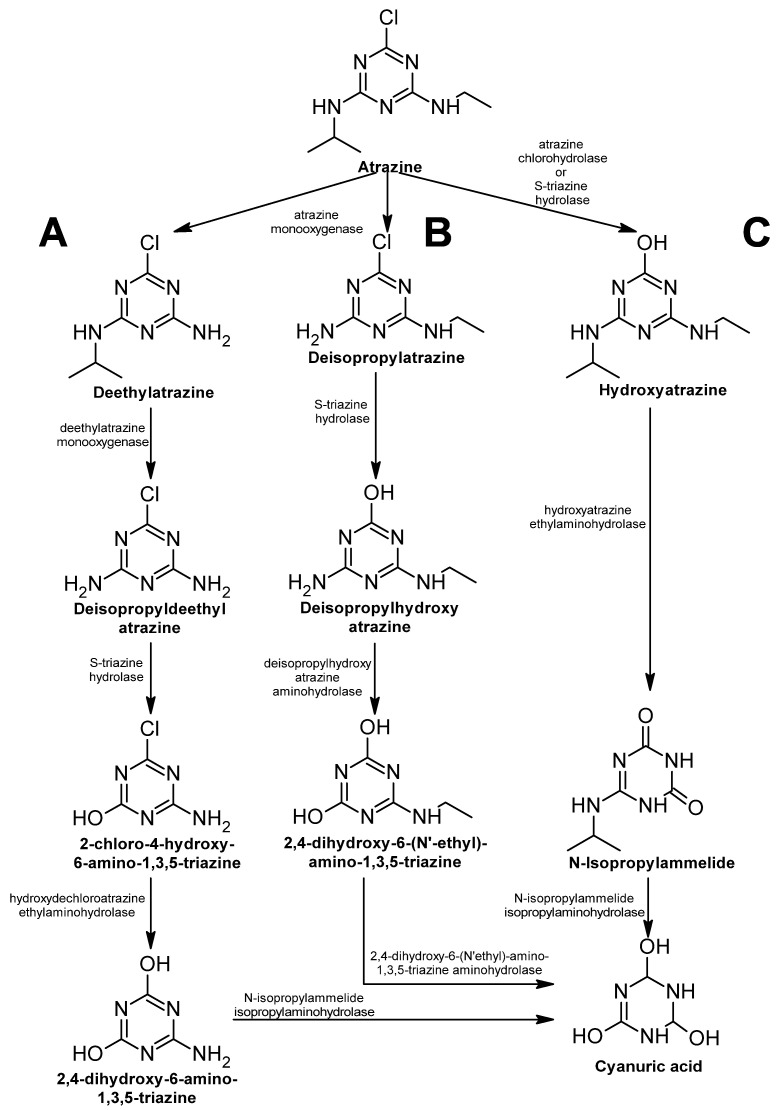 Cl
N
N
HN
N
NH
Atrazine
atrazine
chlorohydrolase
or
S-triazine
hydrolase
atrazine
monooxygenase
A
B
C
Cl
N
N
HN
N
NH2
Deethylatrazine
Cl
N
N
H2N
N
NH
Deisopropylatrazine
OH
N
N
HN
N
NH
Hydroxyatrazine
deethylatrazine
monooxygenase
S-triazine
hydrolase
hydroxyatrazine
ethylaminohydrolase
Cl
N
N
H2N
N
NH2
Deisopropyldeethyl
atrazine
OH
N
N
H2N
N
NH
Deisopropylhydroxy
atrazine
S-triazine
hydrolase
deisopropylhydroxy
atrazine
aminohydrolase
Cl
N
N
HO
N
NH2
2-chloro-4-hydroxy-
6-amino-1,3,5-triazine
OH
N
N
HO
N
NH
2,4-dihydroxy-6-(N'-ethyl)-
amino-1,3,5-triazine
O
N
NH
HN
NH
O
N-Isopropylammelide
hydroxydechloroatrazine
ethylaminohydrolase
N-isopropylammelide
isopropylaminohydrolase
2,4-dihydroxy-6-(N'ethyl)-amino-
1,3,5-triazine aminohydrolase
N-isopropylammelide
isopropylaminohydrolase
OH
N
N
HO
N
NH2
2,4-dihydroxy-6-amino-
1,3,5-triazine
OH
N
NH
HO
NH
OH
Cyanuric acid